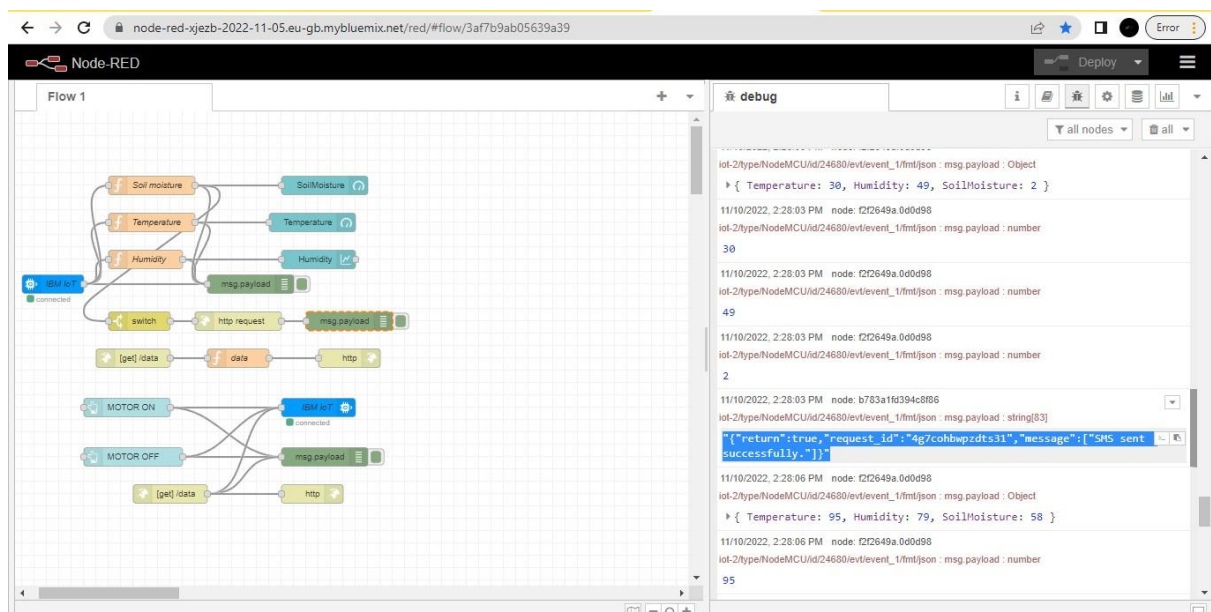 node-red-xjezb-2022-11-05.eu-gb.mybluemix.net/red/#flow/3af7b9ab05639a39
Error
Node-RED
Deploy
Flow 1
Soil moisture
SoilMoisture
Temperature
Temperature
Humidity
Humidity
IBM IoT
connected
msg.payload
switch
http request
msg.payload
[get] /data
data
http
MOTOR ON
IBM IoT
connected
MOTOR OFF
msg.payload
[get] /data
http
debug
all nodes
all
iot-2/type/NodeMCU/id/24680/evt/event_1/fmt/json : msg.payload : Object
{ Temperature: 30, Humidity: 49, SoilMoisture: 2 }
11/10/2022, 2:28:03 PM node: f2f2649a.0d0d98
iot-2/type/NodeMCU/id/24680/evt/event_1/fmt/json : msg.payload : number
30
11/10/2022, 2:28:03 PM node: f2f2649a.0d0d98
iot-2/type/NodeMCU/id/24680/evt/event_1/fmt/json : msg.payload : number
49
11/10/2022, 2:28:03 PM node: f2f2649a.0d0d98
iot-2/type/NodeMCU/id/24680/evt/event_1/fmt/json : msg.payload : number
2
11/10/2022, 2:28:03 PM node: b783a1fd394c8f86
iot-2/type/NodeMCU/id/24680/evt/event_1/fmt/json : msg.payload : string[83]
"{"return":true,"request_id":"4g7cohbwpzdts31","message":["SMS sent
successfully."]}"
11/10/2022, 2:28:06 PM node: f2f2649a.0d0d98
iot-2/type/NodeMCU/id/24680/evt/event_1/fmt/json : msg.payload : Object
{ Temperature: 95, Humidity: 79, SoilMoisture: 58 }
11/10/2022, 2:28:06 PM node: f2f2649a.0d0d98
iot-2/type/NodeMCU/id/24680/evt/event_1/fmt/json : msg.payload : number
95